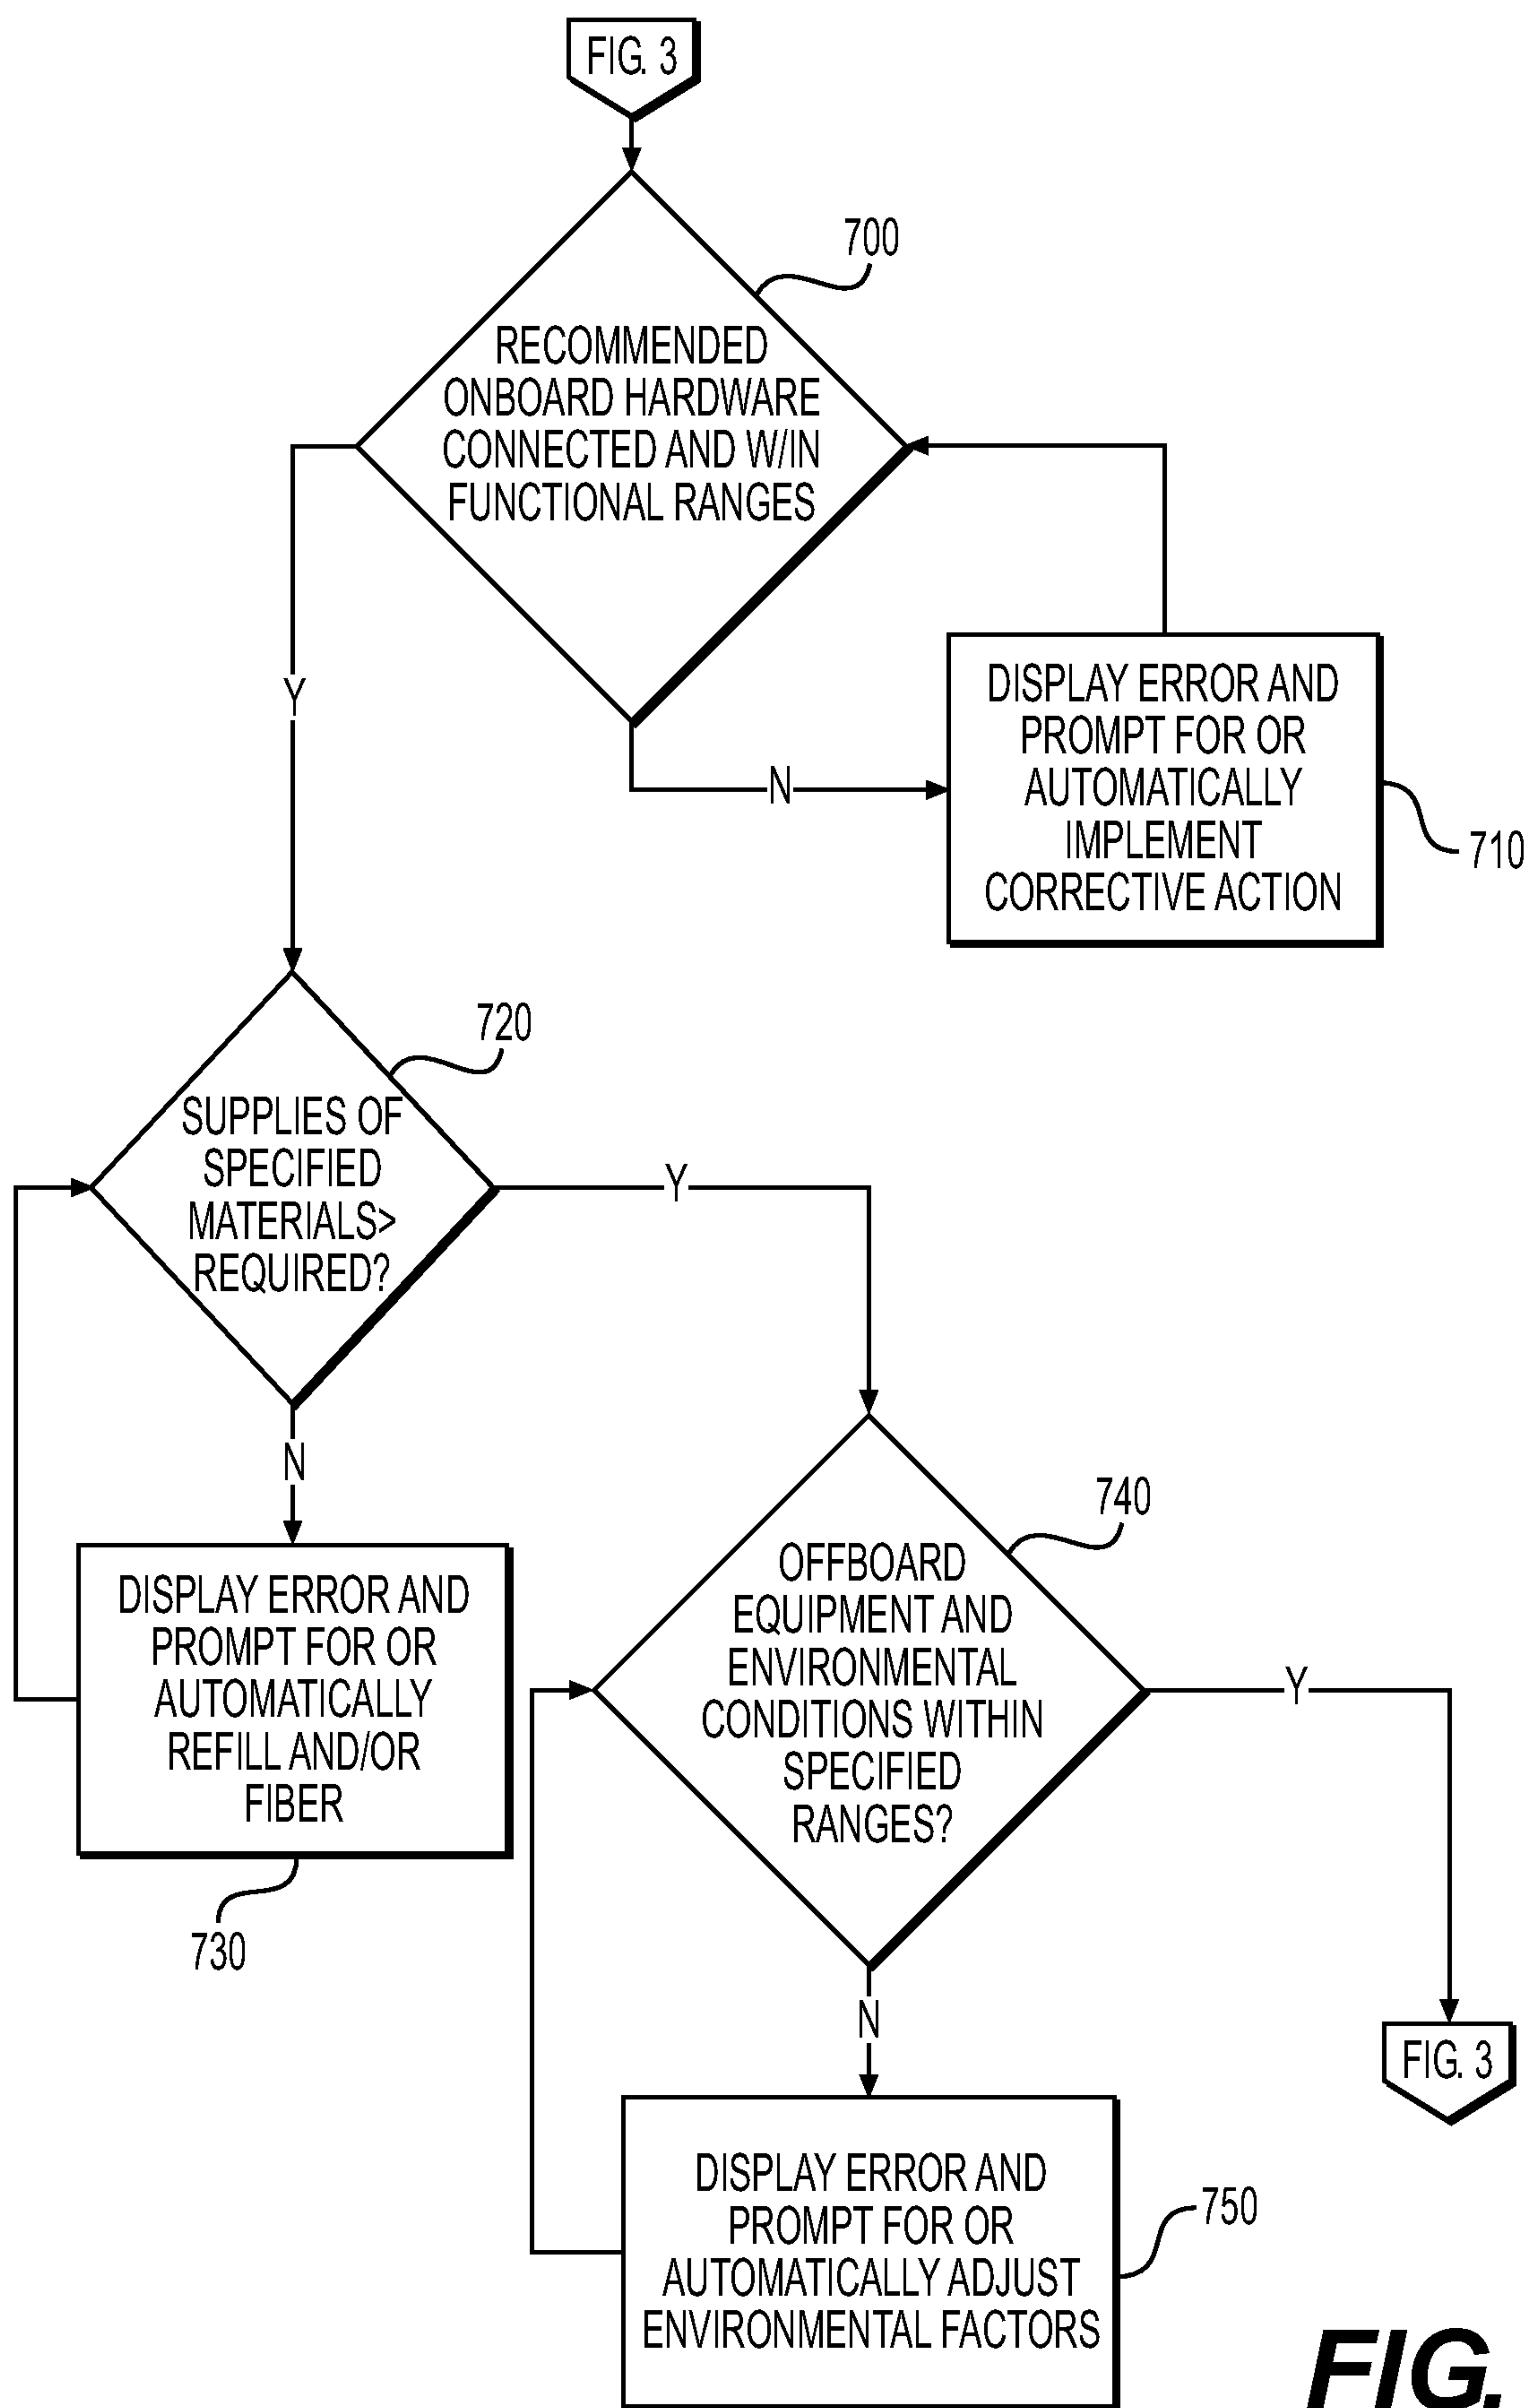 FIG. 3
700
RECOMMENDED
ONBOARD HARDWARE
CONNECTED AND W/IN
FUNCTIONAL RANGES
Y
N
DISPLAY ERROR AND
PROMPT FOR OR
AUTOMATICALLY
IMPLEMENT
CORRECTIVE ACTION
710
720
SUPPLIES OF
SPECIFIED
MATERIALS>
REQUIRED?
Y
N
DISPLAY ERROR AND
PROMPT FOR OR
AUTOMATICALLY
REFILL AND/OR
FIBER
730
740
OFFBOARD
EQUIPMENT AND
ENVIRONMENTAL
CONDITIONS WITHIN
SPECIFIED
RANGES?
Y
N
FIG. 3
DISPLAY ERROR AND
PROMPT FOR OR
AUTOMATICALLY ADJUST
ENVIRONMENTAL FACTORS
750
FIG.